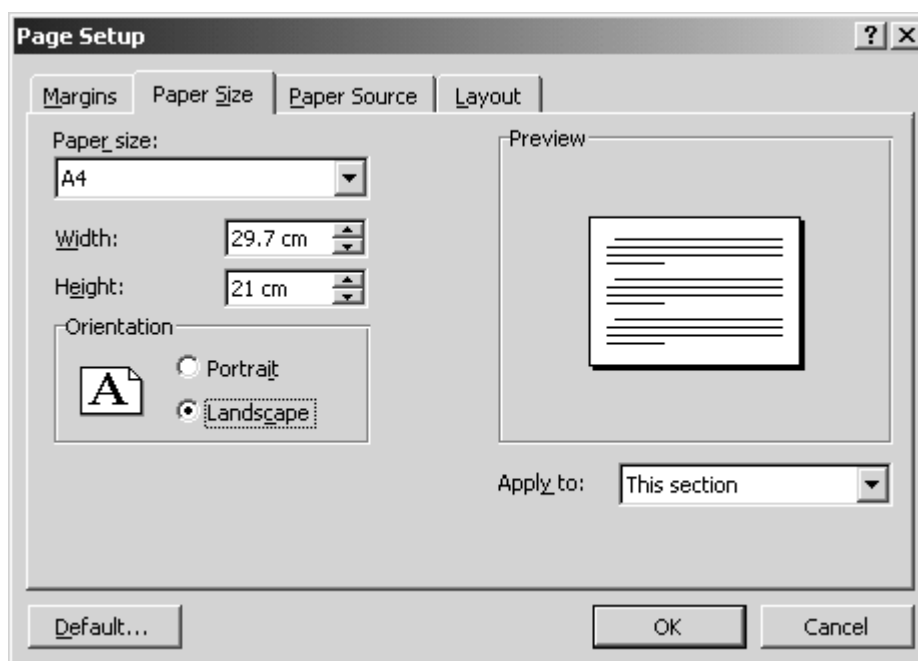 Page Setup
Margins Paper Size Paper Source Layout
Paper size:
A4
Width: 29.7 cm
Height: 21 cm
Orientation
A
Portrait
Landscape
Preview
Apply to: This section
Default... OK Cancel